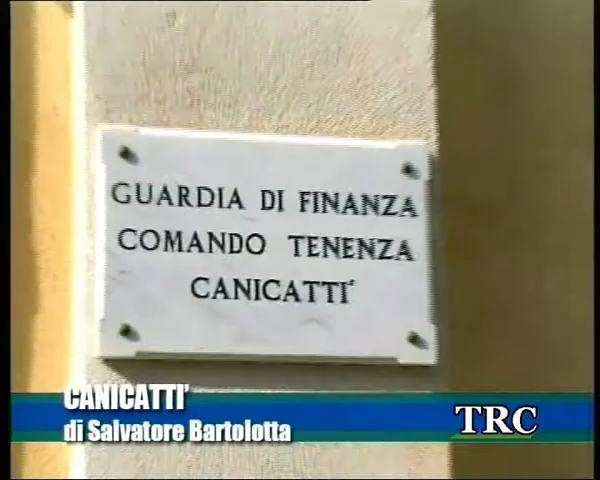 GUARDIA DI FINANZA
COMANDO TENENZA
CANICATTI'
CANICATTI'
di Salvatore Bartolotta
TRC